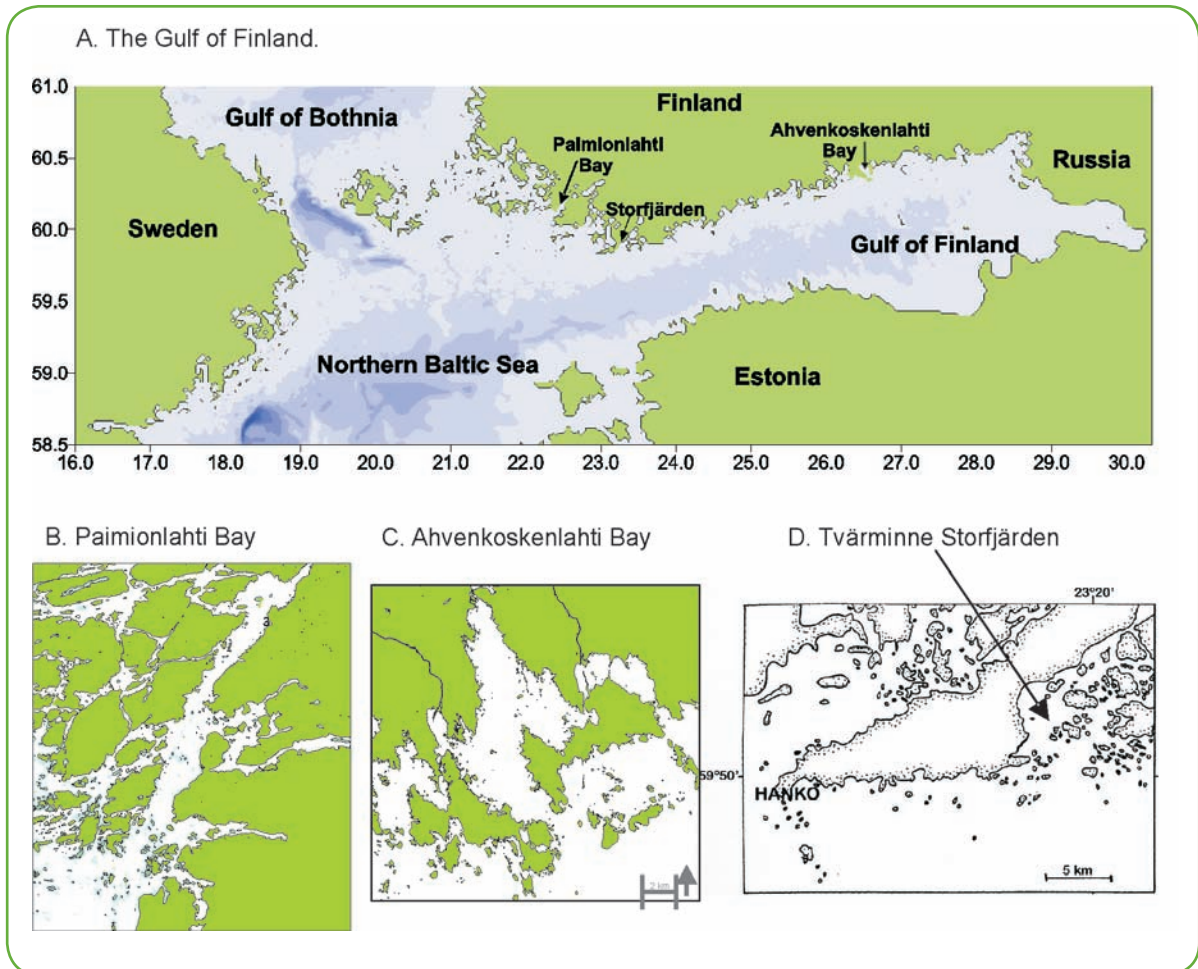 A. The Gulf of Finland.
61.0
60.5
60.0
59.5
59.0
58.5
Gulf of Bothnia
Finland
Palmionlahti
Bay
Ahvenkoskenlahti
Bay
Russia
Sweden
Storfjärden
Gulf of Finland
Northern Baltic Sea
Estonia
16.0 17.0 18.0 19.0 20.0 21.0 22.0 23.0 24.0 25.0 26.0 27.0 28.0 29.0 30.0
B. Paimionlahti Bay
3
C. Ahvenkoskenlahti Bay
2 km
D. Tvärminne Storfjärden
23°20'
59°50'
HANKO
5 km